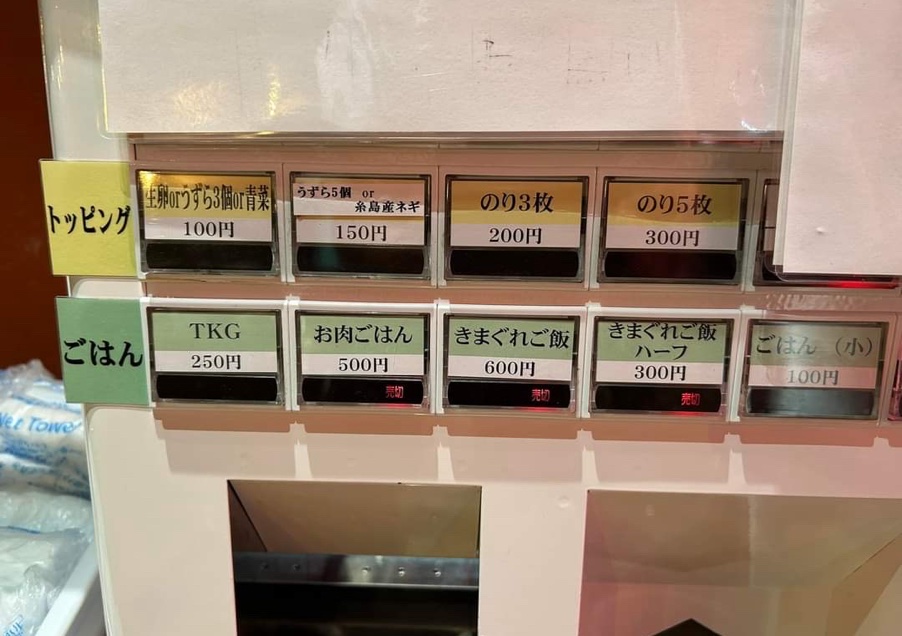 トッピング
生卵orうずら3個or青菜
100円
うずら5個 or
糸島産ネギ
150円
のり3枚
200円
のり5枚
300円
ごはん
TKG
250円
お肉ごはん
500円
売切
きまぐれご飯
600円
売切
きまぐれご飯
ハーフ
300円
売切
ごはん (小)
100円
Wet Towel